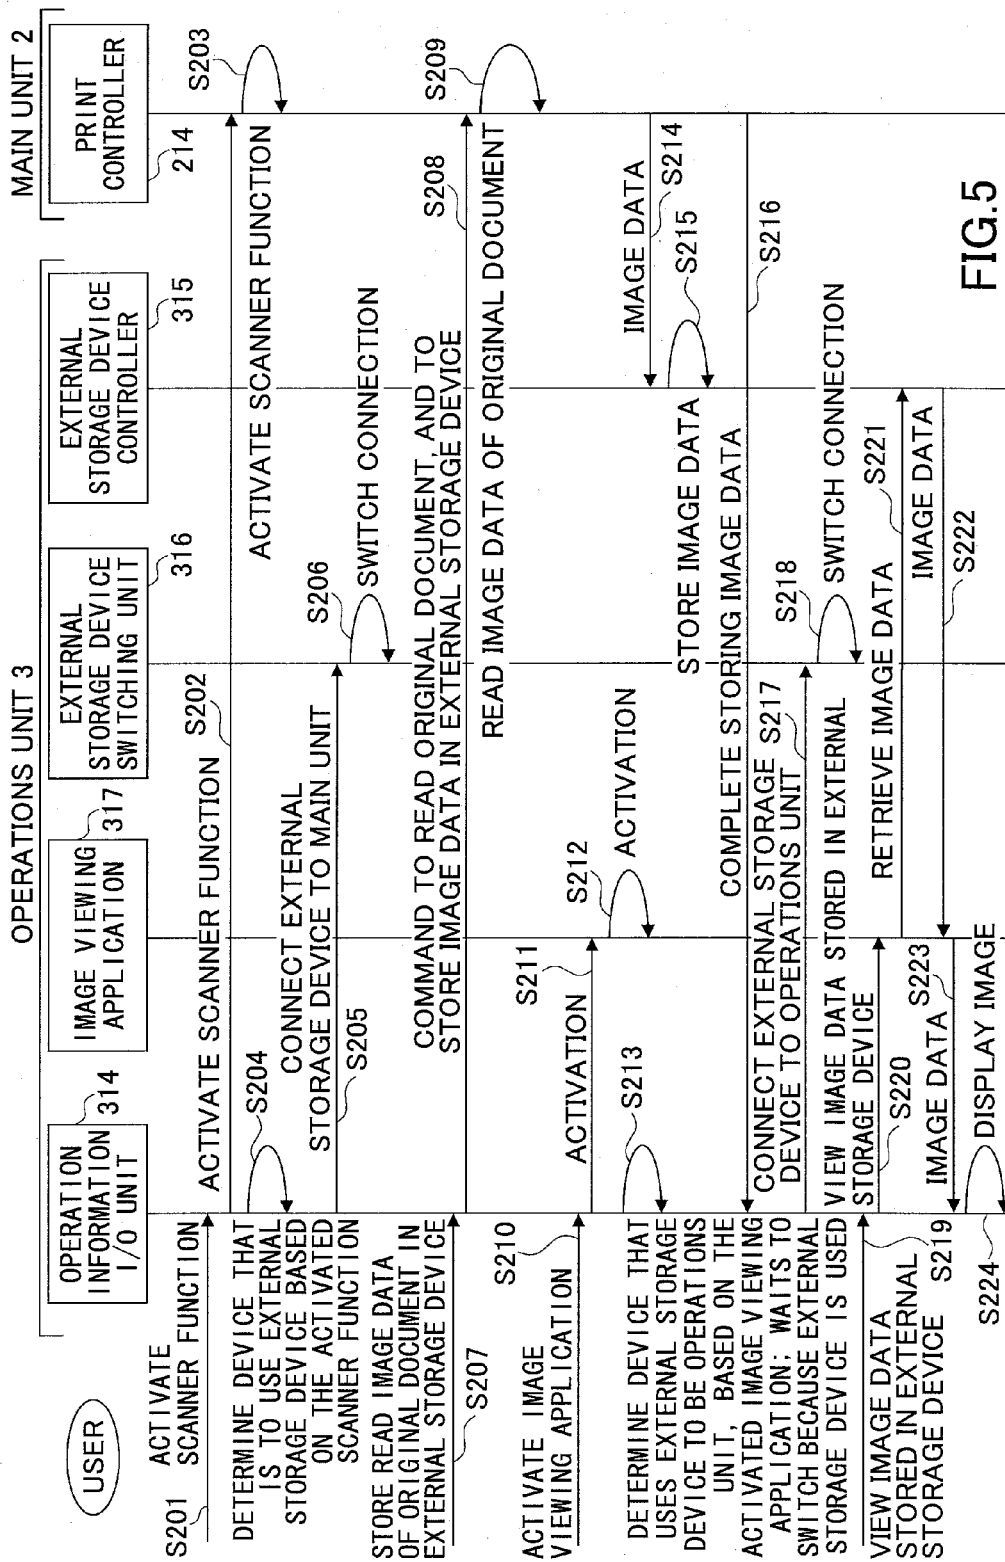 USER
OPERATIONS UNIT 3
MAIN UNIT 2
OPERATION
INFORMATION
I/O UNIT
314
IMAGE VIEWING
APPLICATION
317
EXTERNAL
STORAGE DEVICE
SWITCHING UNIT
316
EXTERNAL
STORAGE DEVICE
CONTROLLER
315
PRINT
CONTROLLER
214
ACTIVATE
SCANNER FUNCTION
S201
ACTIVATE SCANNER FUNCTION
S202
ACTIVATE SCANNER FUNCTION
S203
DETERMINE DEVICE THAT
IS TO USE EXTERNAL
STORAGE DEVICE BASED
ON THE ACTIVATED
SCANNER FUNCTION
S204
CONNECT EXTERNAL
STORAGE DEVICE TO MAIN UNIT
S205
S206
SWITCH CONNECTION
STORE READ IMAGE DATA
OF ORIGINAL DOCUMENT IN
EXTERNAL STORAGE DEVICE
S207
COMMAND TO READ ORIGINAL DOCUMENT, AND TO
STORE IMAGE DATA IN EXTERNAL STORAGE DEVICE
S208
READ IMAGE DATA OF ORIGINAL DOCUMENT
S209
ACTIVATE IMAGE
VIEWING APPLICATION
S210
ACTIVATION
S211
S212
ACTIVATION
S213
DETERMINE DEVICE THAT
USES EXTERNAL STORAGE
DEVICE TO BE OPERATIONS
UNIT, BASED ON THE
ACTIVATED IMAGE VIEWING
APPLICATION; WAITS TO
SWITCH BECAUSE EXTERNAL
STORAGE DEVICE IS USED
IMAGE DATA
S214
S215
STORE IMAGE DATA
COMPLETE STORING IMAGE DATA
S216
CONNECT EXTERNAL STORAGE
DEVICE TO OPERATIONS UNIT
S217
S218
SWITCH CONNECTION
VIEW IMAGE DATA
STORED IN EXTERNAL
STORAGE DEVICE
S219
VIEW IMAGE DATA STORED IN EXTERNAL
STORAGE DEVICE
S220
RETRIEVE IMAGE DATA
S221
IMAGE DATA
S222
IMAGE DATA
S223
S224
DISPLAY IMAGE
FIG.5